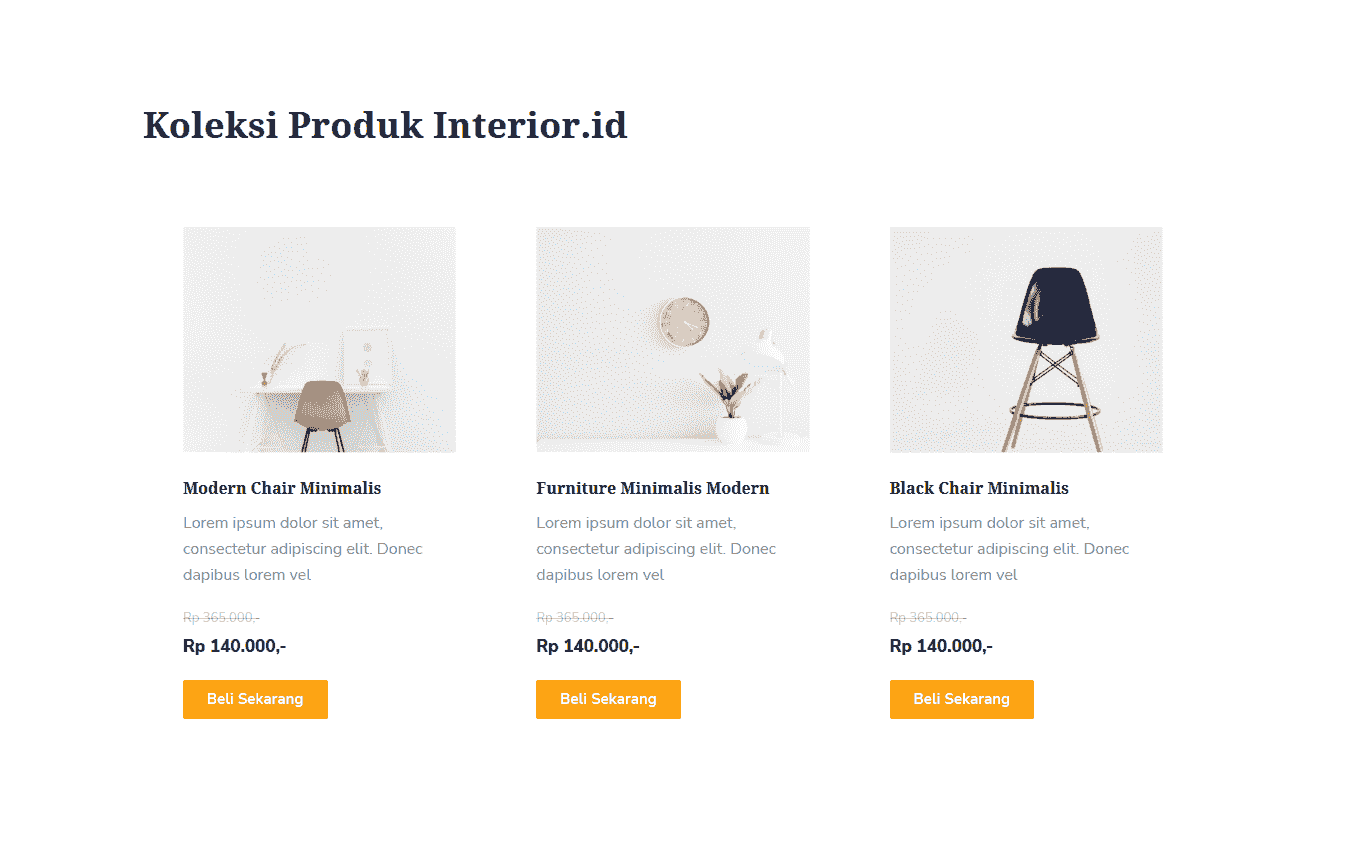 Koleksi Produk Interior.id
Modern Chair Minimalis
Lorem ipsum dolor sit amet,
consectetur adipiscing elit. Donec
dapibus lorem vel
Rp 365.000,-
Rp 140.000,-
Beli Sekarang
Furniture Minimalis Modern
Lorem ipsum dolor sit amet,
consectetur adipiscing elit. Donec
dapibus lorem vel
Rp 365.000,-
Rp 140.000,-
Beli Sekarang
Black Chair Minimalis
Lorem ipsum dolor sit amet,
consectetur adipiscing elit. Donec
dapibus lorem vel
Rp 365.000,-
Rp 140.000,-
Beli Sekarang